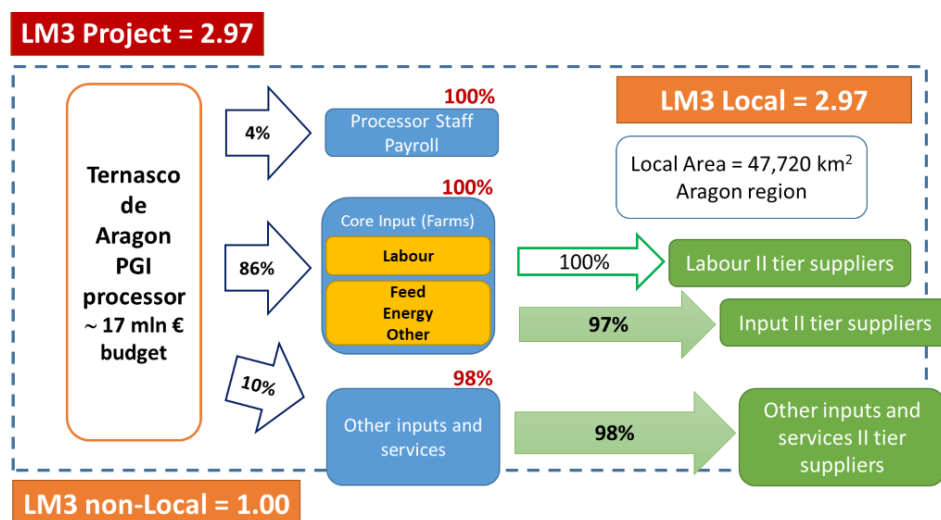 LM3 Project = 2.97
100%
LM3 Local = 2.97
4%
Processor Staff
Payroll
Ternasco
de
Aragon
PGI
processor
~ 17 mln €
budget
Local Area = 47,720 km²
Aragon region
100%
Core Input (Farms)
86%
Labour
100%
Labour II tier suppliers
Feed
Energy
Other
97%
Input II tier suppliers
10%
98%
Other inputs and
services
98%
Other inputs and
services II tier
suppliers
LM3 non-Local = 1.00